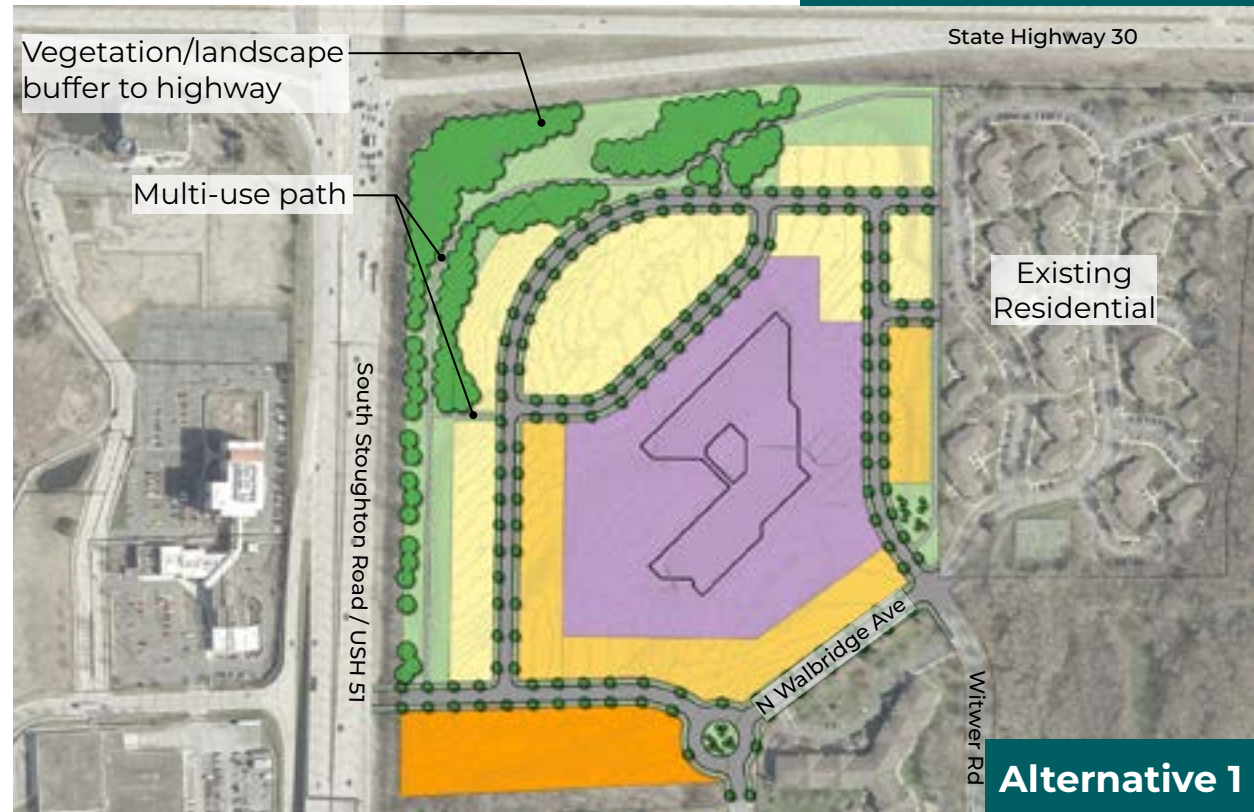 State Highway 30
Vegetation/landscape
buffer to highway
Multi-use path
Existing
Residential
South Stoughton Road / USH 51
N Walbridge Ave
Witwer Rd
Alternative 1